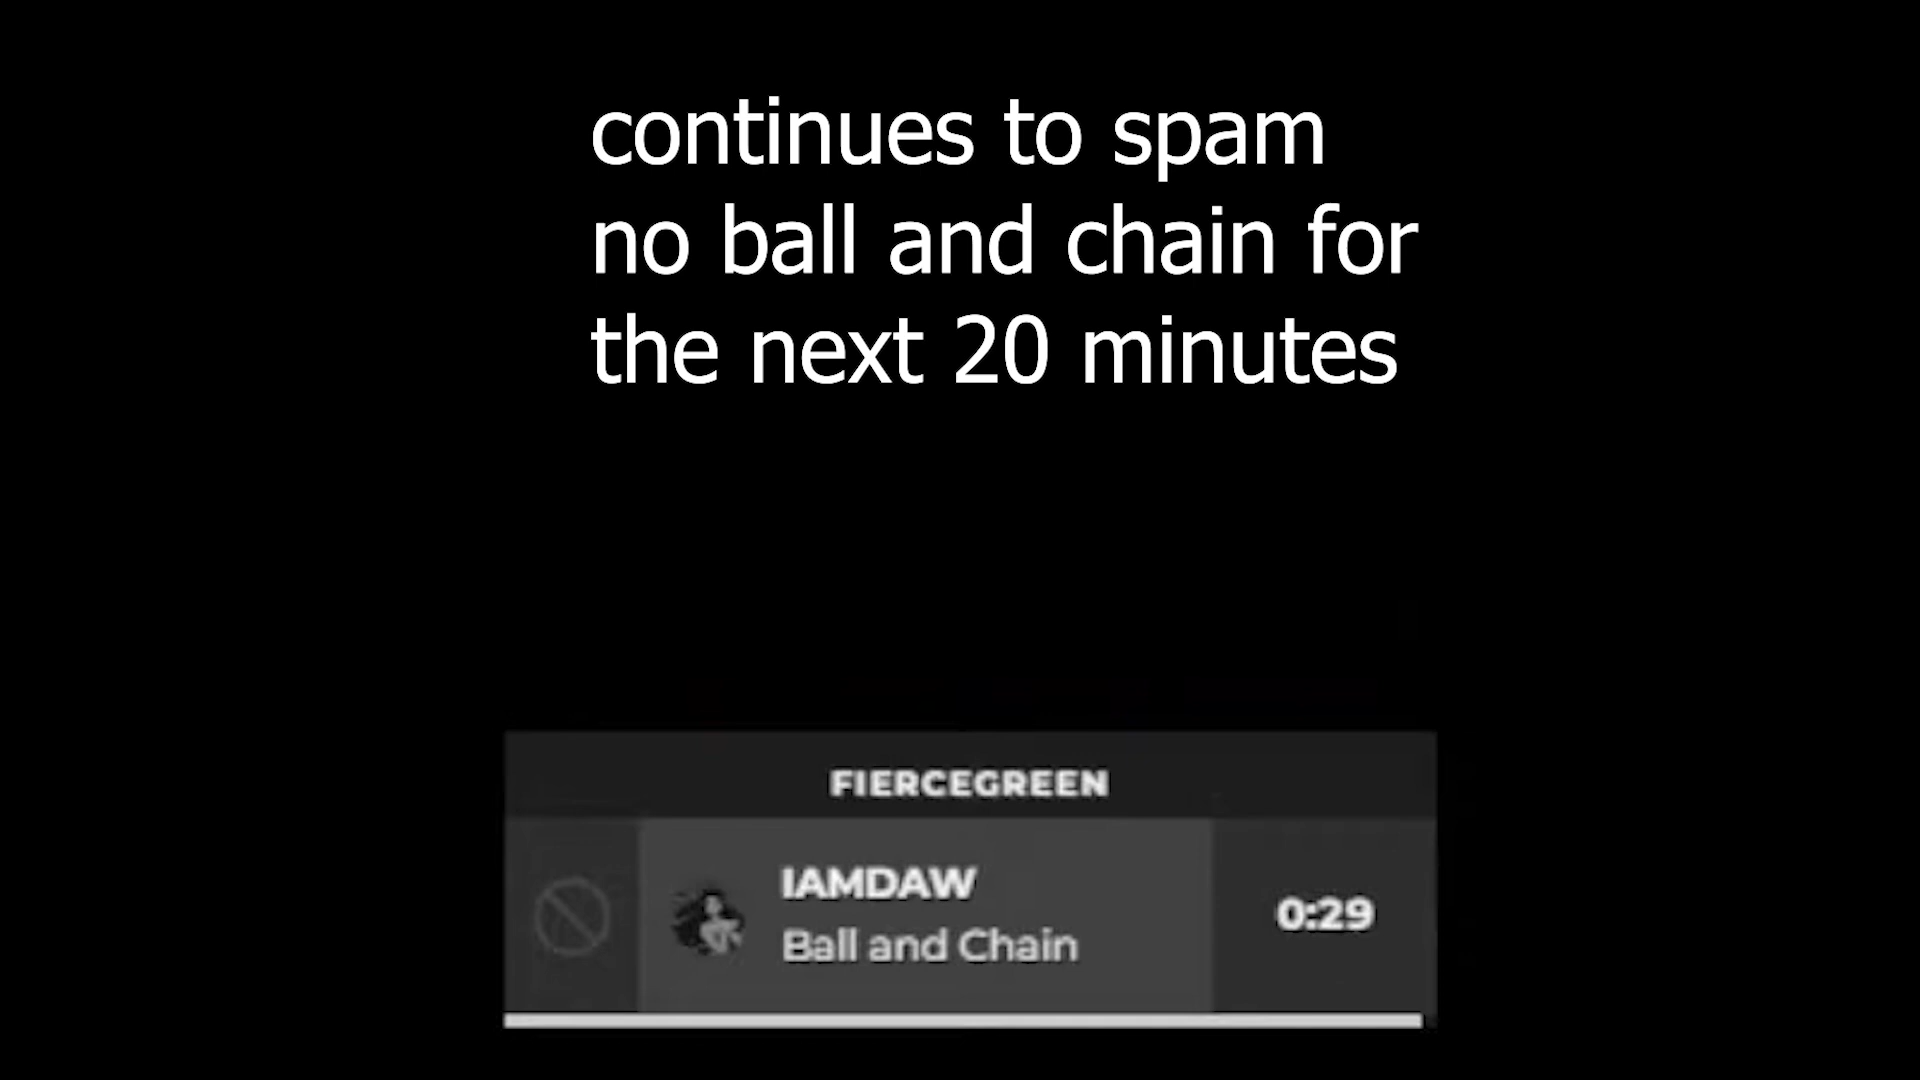 continues to spam
no ball and chain for
the next 20 minutes
FIERCEGREEN
IAMDAW
Ball and Chain
0:29